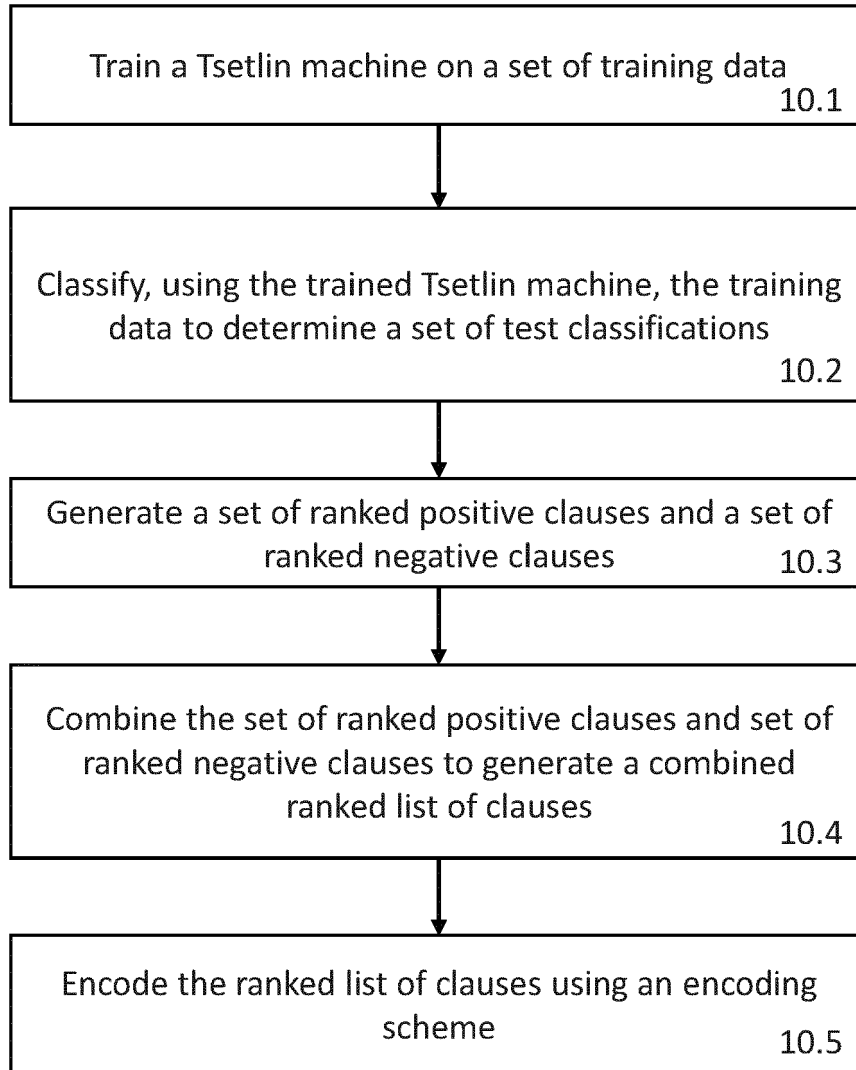 Train a Tsetlin machine on a set of training data
10.1
Classify, using the trained Tsetlin machine, the training
data to determine a set of test classifications
10.2
Generate a set of ranked positive clauses and a set of
ranked negative clauses
10.3
Combine the set of ranked positive clauses and set of
ranked negative clauses to generate a combined
ranked list of clauses
10.4
Encode the ranked list of clauses using an encoding
scheme
10.5